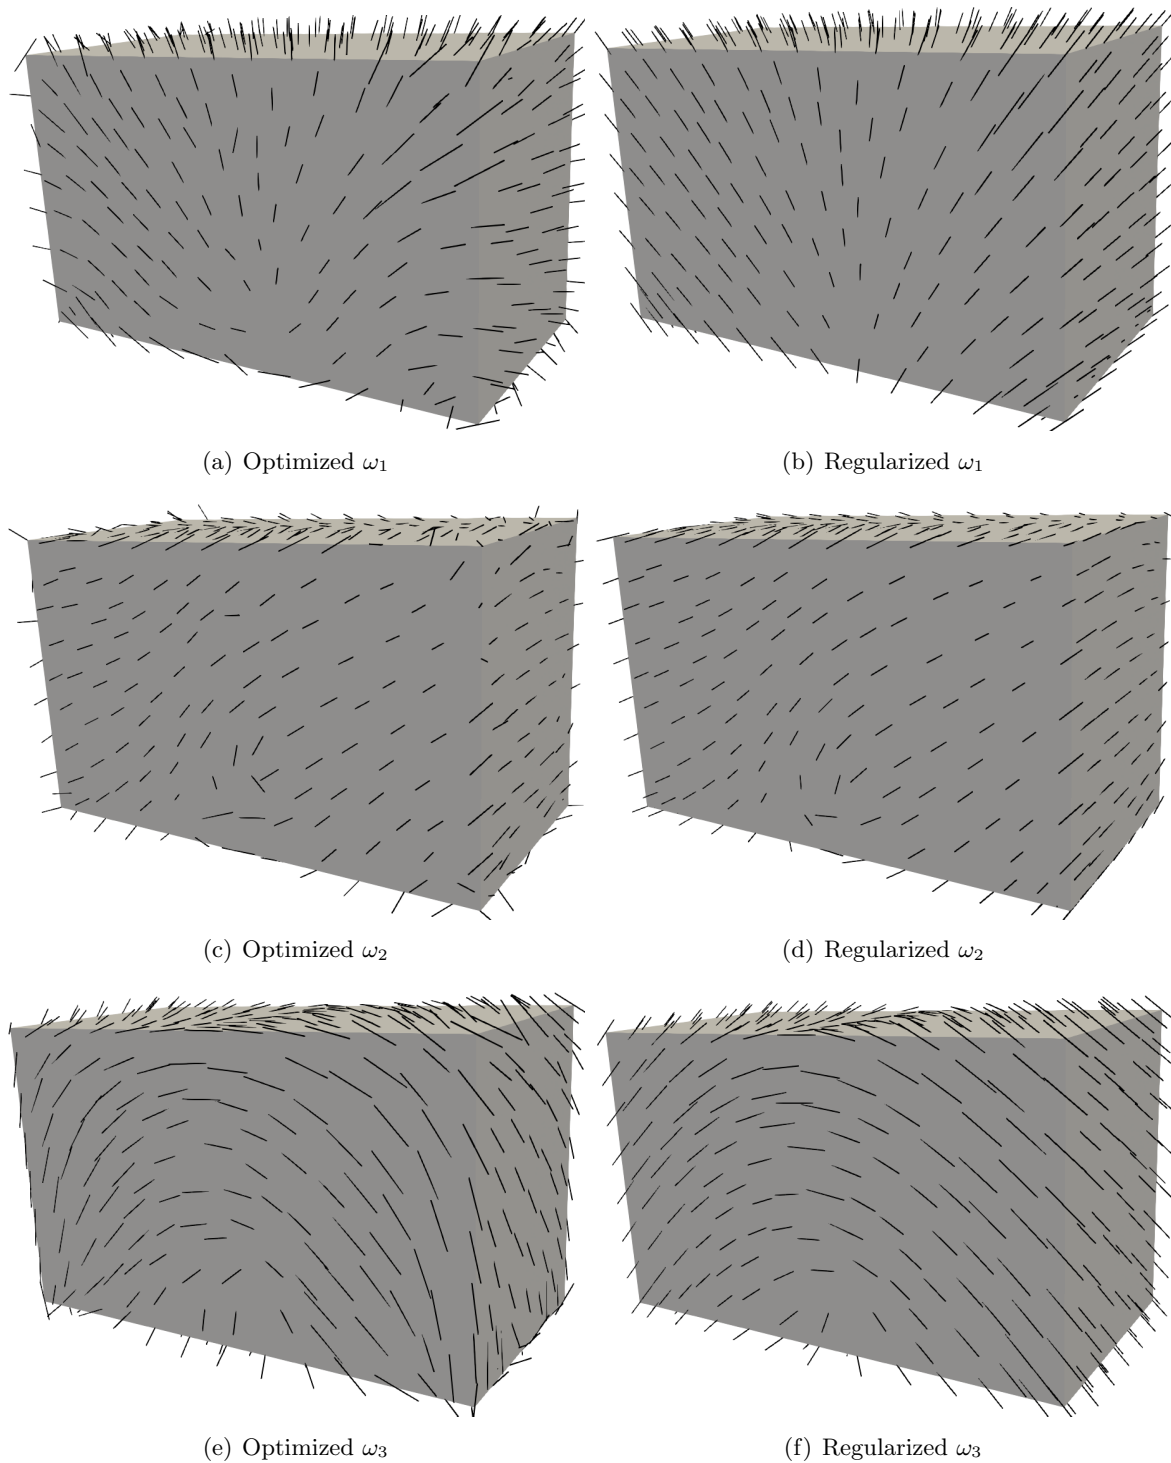 (a) Optimized ω₁
(b) Regularized ω₁
(c) Optimized ω₂
(d) Regularized ω₂
(e) Optimized ω₃
(f) Regularized ω₃